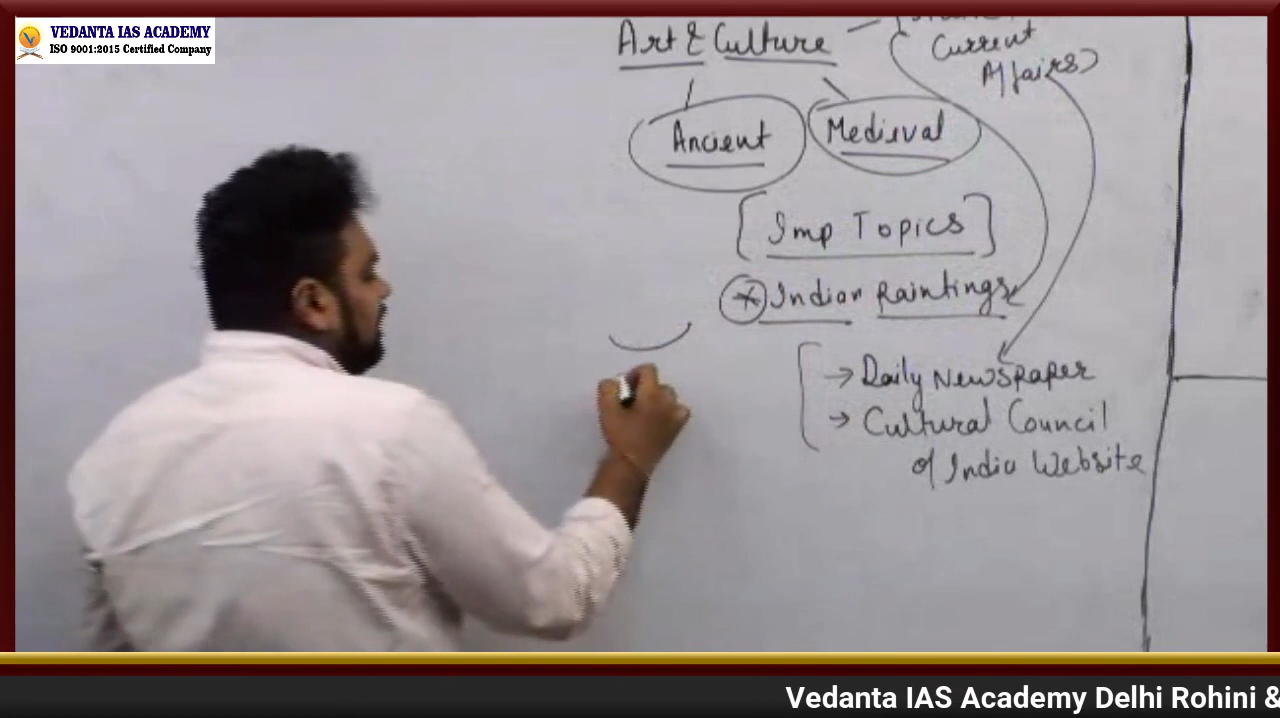 VEDANTA IAS ACADEMY
ISO 9001:2015 Certified Company
Art & Culture
Current
Affairs)
Ancient
Medieval
[Imp Topics]
* Indian Paintings
→ Daily Newspaper
→ Cultural Council
of India Website
Vedanta IAS Academy Delhi Rohini &